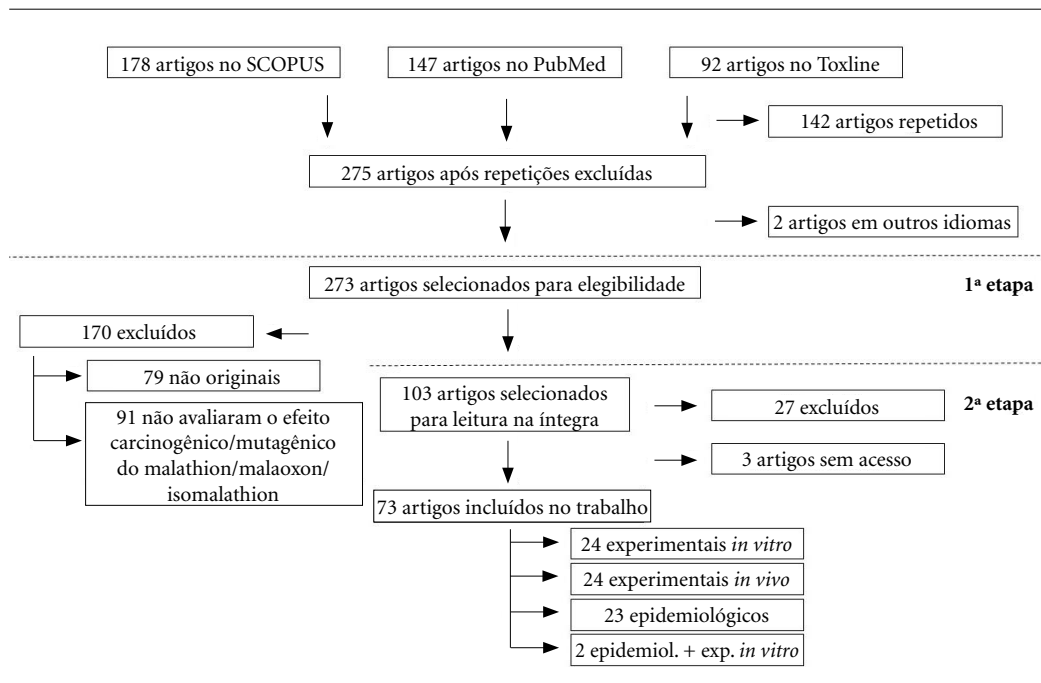 178 artigos no SCOPUS
147 artigos no PubMed
92 artigos no Toxline
142 artigos repetidos
275 artigos após repetições excluídas
2 artigos em outros idiomas
273 artigos selecionados para elegibilidade
1ª etapa
170 excluídos
79 não originais
91 não avaliaram o efeito
carcinogênico/mutagênico
do malathion/malaoxon/
isomalathion
103 artigos selecionados
para leitura na íntegra
27 excluídos
2ª etapa
3 artigos sem acesso
73 artigos incluídos no trabalho
24 experimentais in vitro
24 experimentais in vivo
23 epidemiológicos
2 epidemiol. + exp. in vitro